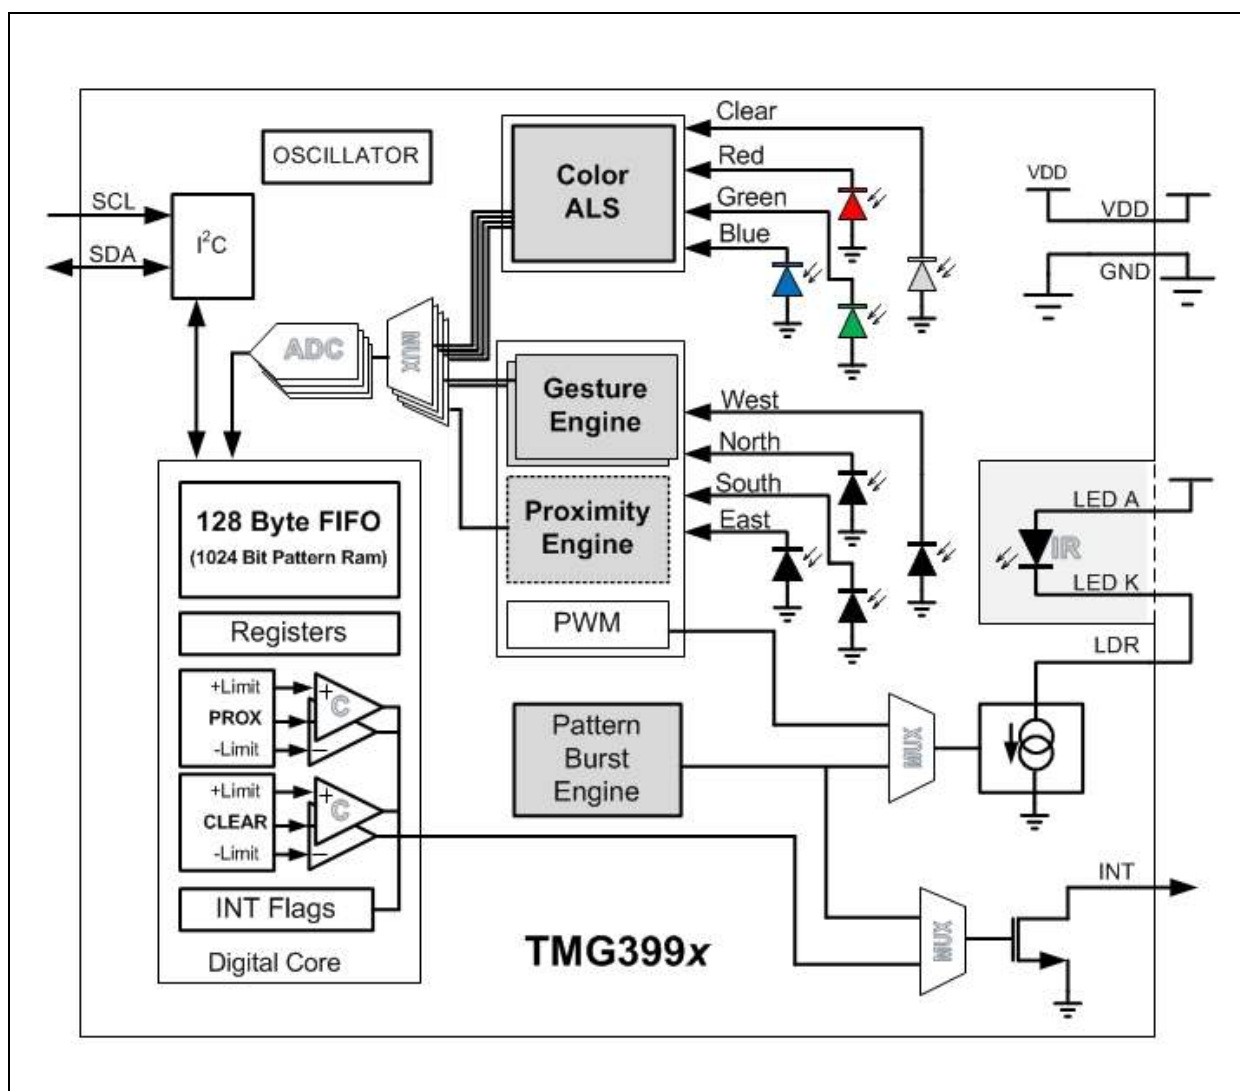 OSCILLATOR
SCL
SDA
I²C
Color
ALS
Clear
Red
Green
Blue
VDD
VDD
GND
ADC
MUX
Gesture
Engine
Proximity
Engine
PWM
West
North
South
East
LED A
IR
LED K
LDR
128 Byte FIFO
(1024 Bit Pattern Ram)
Registers
+Limit
PROX
-Limit
+
C
–
+Limit
CLEAR
-Limit
+
C
–
INT Flags
Digital Core
Pattern
Burst
Engine
MUX
MUX
INT
TMG399x